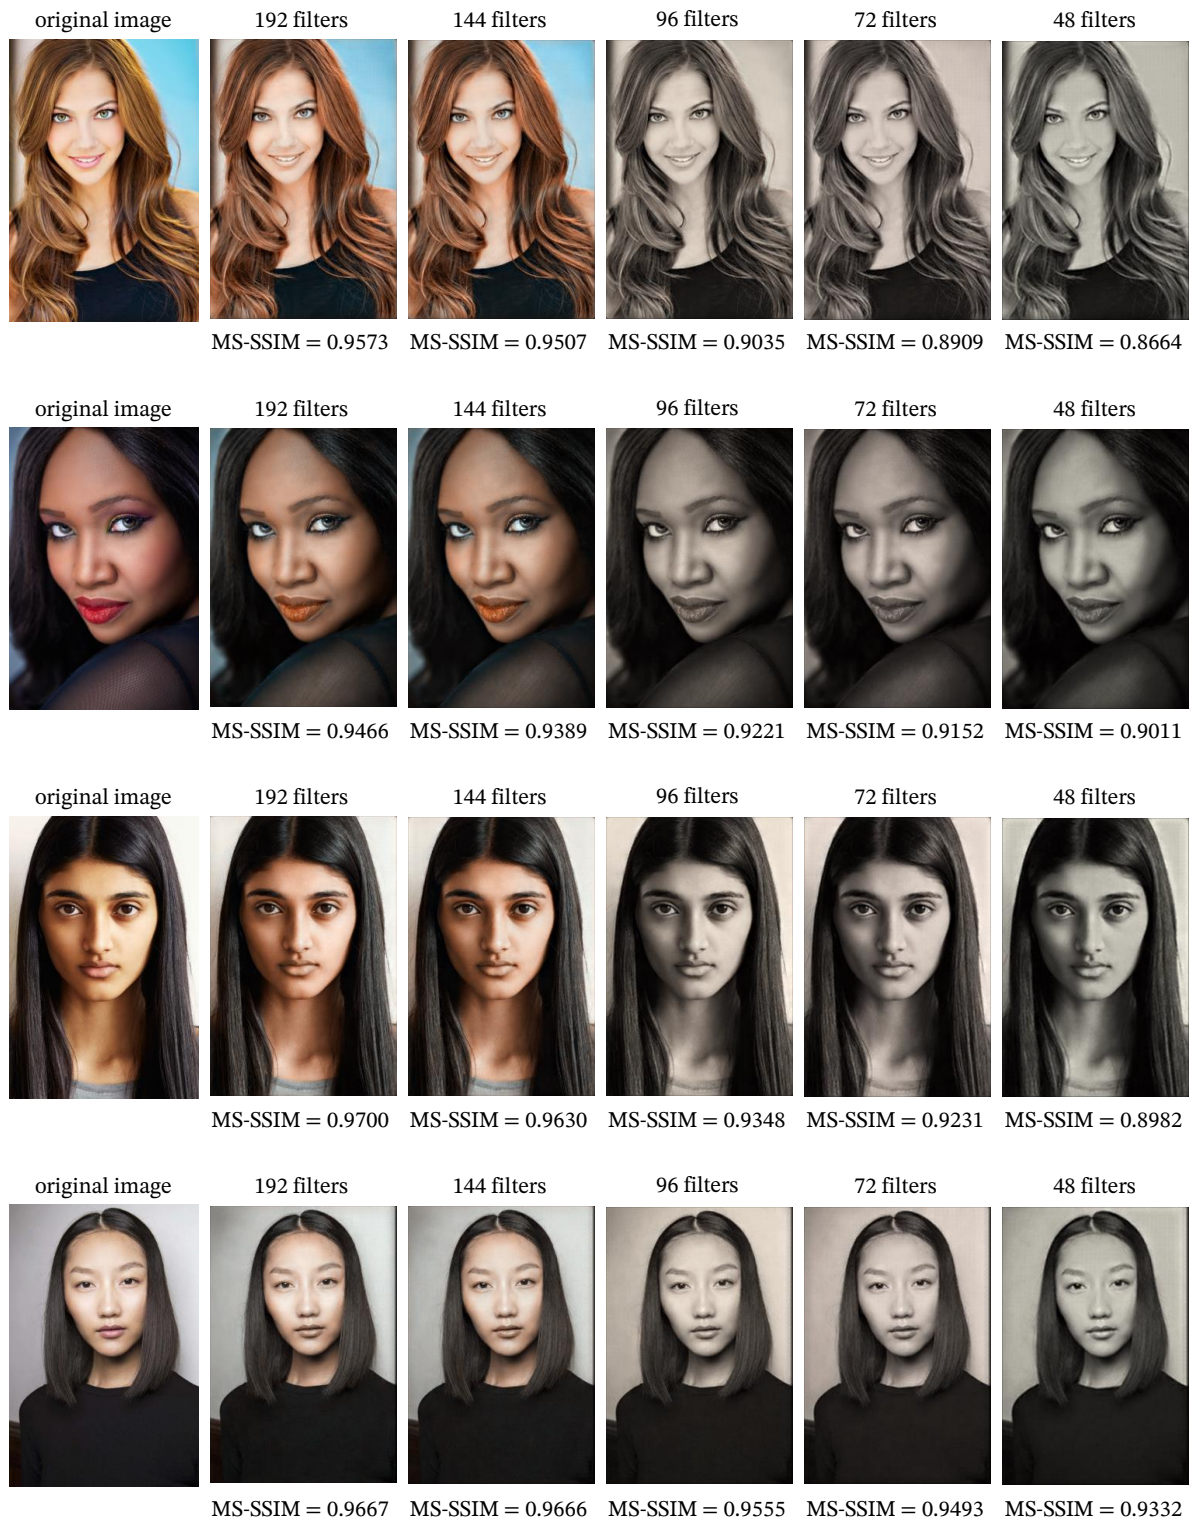 original image 192 filters 144 filters 96 filters 72 filters 48 filters
MS-SSIM = 0.9573 MS-SSIM = 0.9507 MS-SSIM = 0.9035 MS-SSIM = 0.8909 MS-SSIM = 0.8664
original image 192 filters 144 filters 96 filters 72 filters 48 filters
MS-SSIM = 0.9466 MS-SSIM = 0.9389 MS-SSIM = 0.9221 MS-SSIM = 0.9152 MS-SSIM = 0.9011
original image 192 filters 144 filters 96 filters 72 filters 48 filters
MS-SSIM = 0.9700 MS-SSIM = 0.9630 MS-SSIM = 0.9348 MS-SSIM = 0.9231 MS-SSIM = 0.8982
original image 192 filters 144 filters 96 filters 72 filters 48 filters
MS-SSIM = 0.9667 MS-SSIM = 0.9666 MS-SSIM = 0.9555 MS-SSIM = 0.9493 MS-SSIM = 0.9332